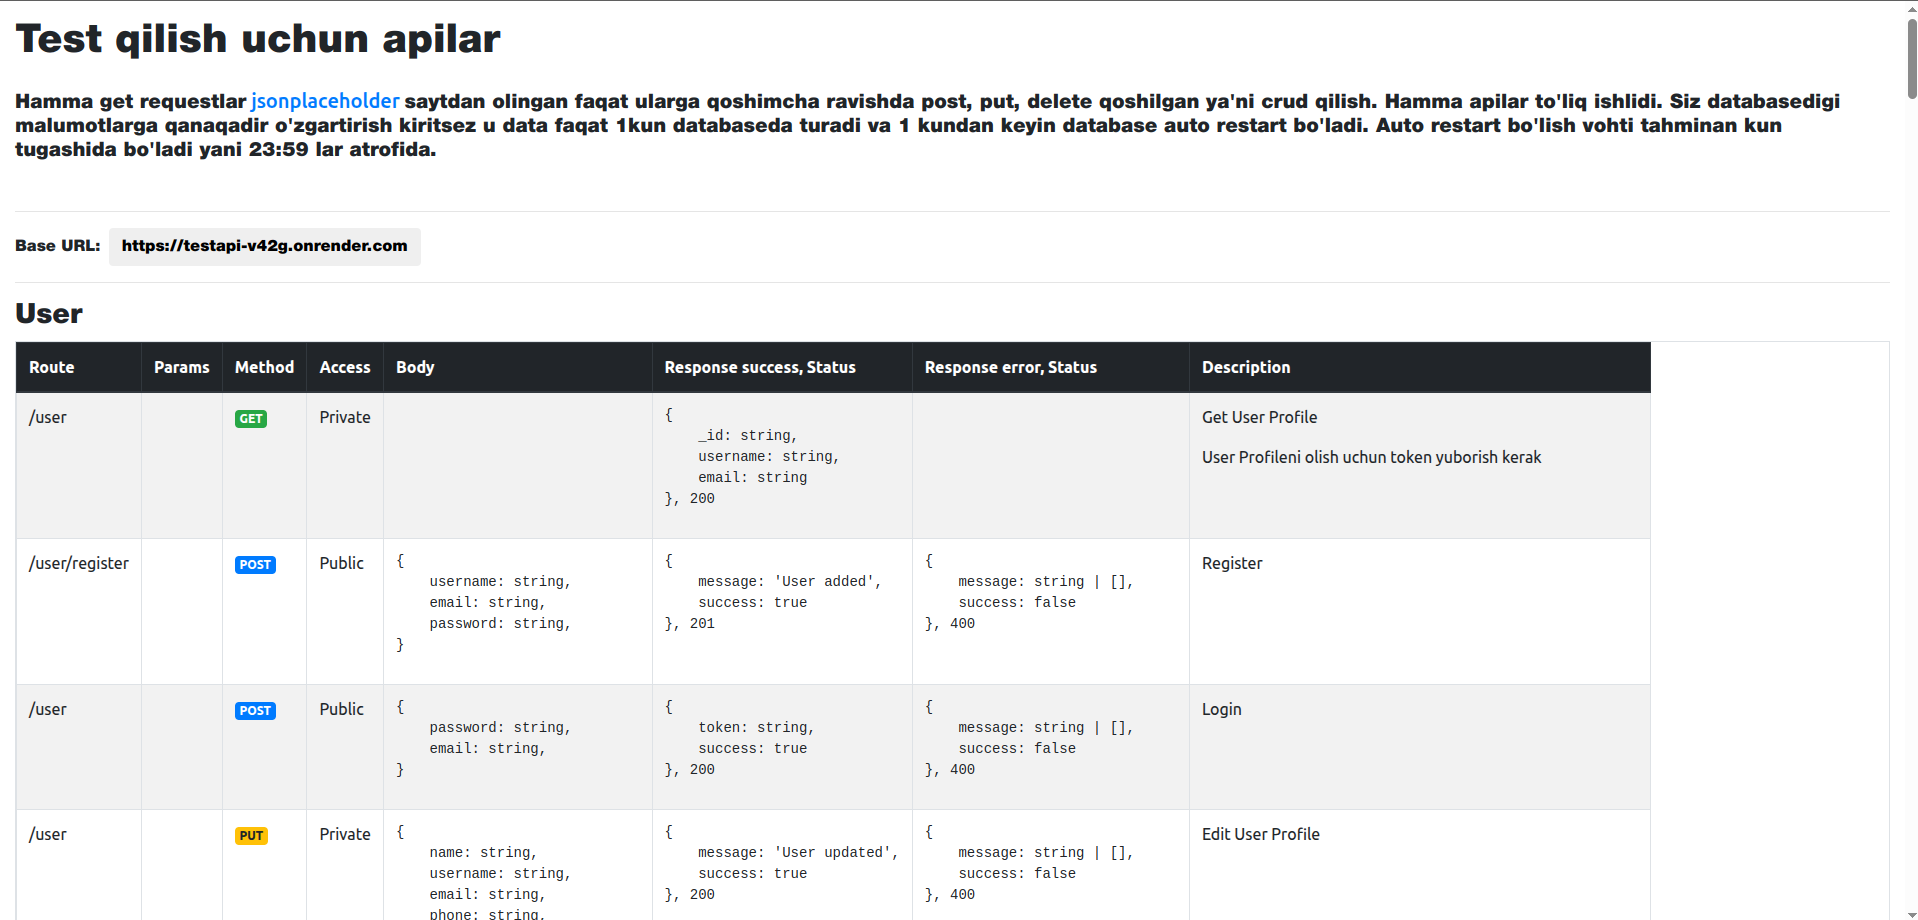 Test qilish uchun apilar
Hamma get requestlar jsonplaceholder saytdan olingan faqat ularga qoshimcha ravishda post, put, delete qoshilgan ya'ni crud qilish. Hamma apilar to'liq ishlidi. Siz databasedigi
malumotlarga qanaqadir o'zgartirish kiritsez u data faqat 1kun databaseda turadi va 1 kundan keyin database auto restart bo'ladi. Auto restart bo'lish vohti tahminan kun
tugashida bo'ladi yani 23:59 lar atrofida.
Base URL: https://testapi-v42g.onrender.com
User
Route Params Method Access Body Response success, Status Response error, Status Description
/user GET Private
{
_id: string,
username: string,
email: string
}, 200
Get User Profile
User Profileni olish uchun token yuborish kerak
/user/register POST Public
{
username: string,
email: string,
password: string,
}
{
message: 'User added',
success: true
}, 201
{
message: string | [],
success: false
}, 400
Register
/user POST Public
{
password: string,
email: string,
}
{
token: string,
success: true
}, 200
{
message: string | [],
success: false
}, 400
Login
/user PUT Private
{
name: string,
username: string,
email: string,
phone: string,
{
message: 'User updated',
success: true
}, 200
{
message: string | [],
success: false
}, 400
Edit User Profile